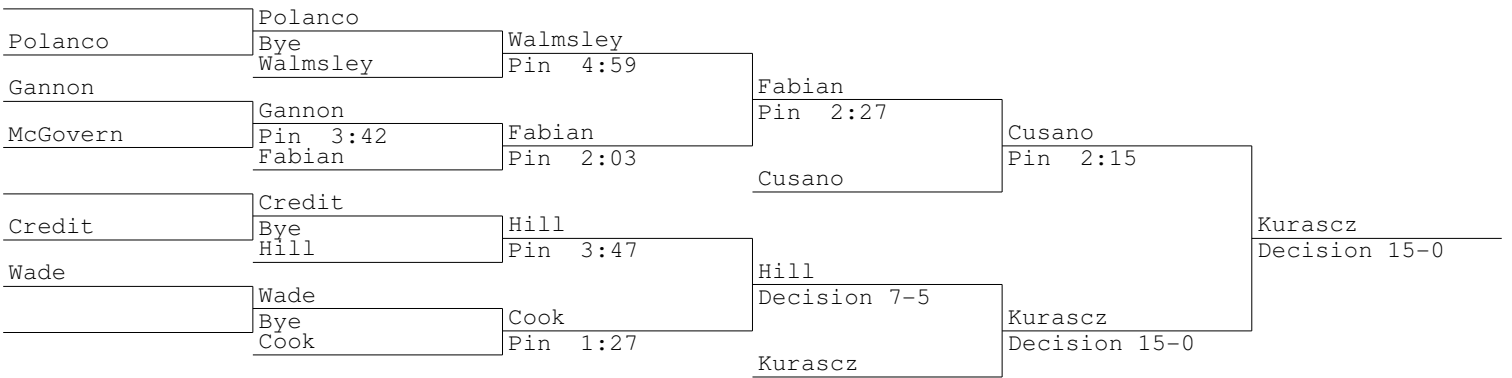 Polanco
Polanco
Bye
Walmsley
Walmsley
Pin 4:59
Gannon
McGovern
Gannon
Pin 3:42
Fabian
Fabian
Pin 2:03
Fabian
Pin 2:27
Cusano
Cusano
Pin 2:15
Credit
Credit
Bye
Hill
Hill
Pin 3:47
Wade
Wade
Bye
Cook
Cook
Pin 1:27
Hill
Decision 7-5
Kurascz
Kurascz
Decision 15-0
Kurascz
Decision 15-0